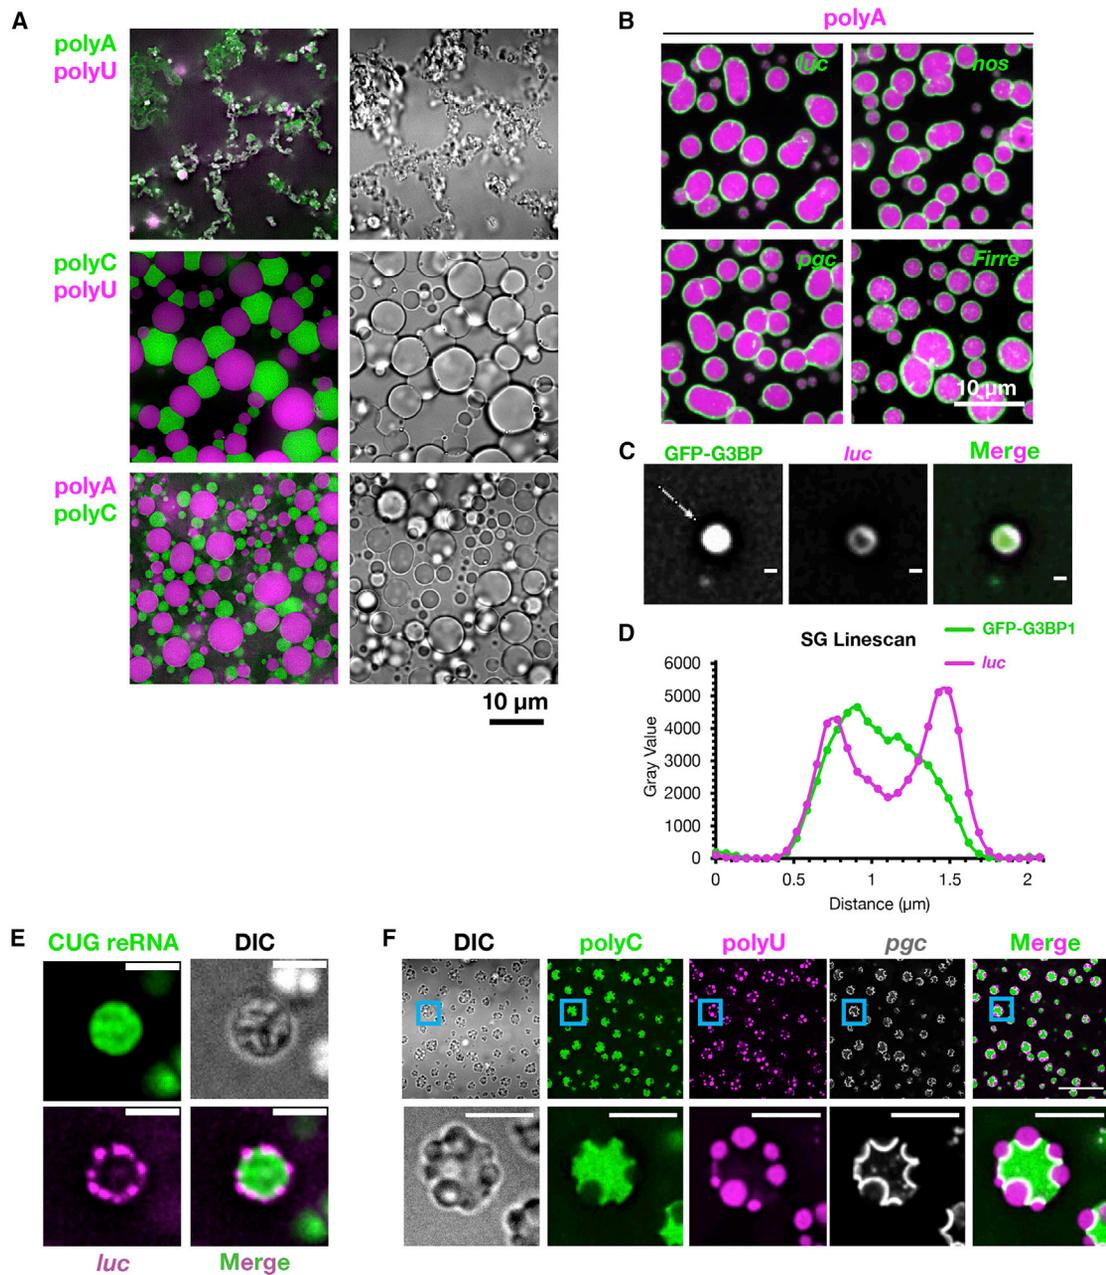 A
polyA
polyU
polyC
polyU
polyA
polyC
10 µm
B
polyA
luc
nos
pgc
Firre
10 µm
C
GFP-G3BP
luc
Merge
D
SG Linescan
GFP-G3BP1
luc
6000
5000
4000
3000
2000
1000
0
Gray Value
0
0.5
1
1.5
2
Distance (µm)
E
CUG reRNA
DIC
luc
Merge
F
DIC
polyC
polyU
pgc
Merge